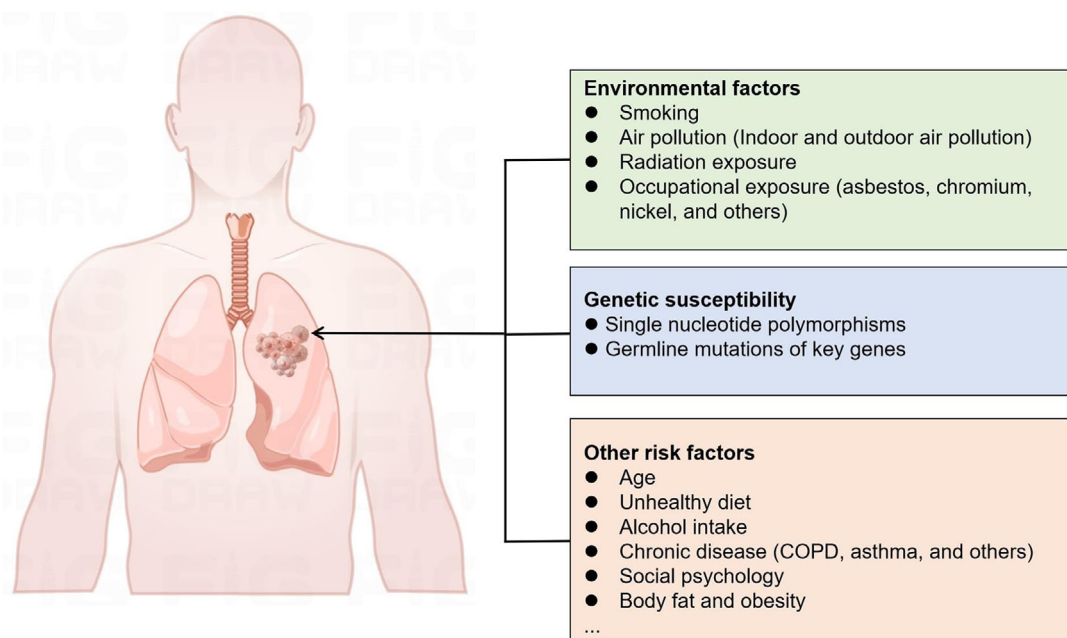 Environmental factors
● Smoking
● Air pollution (Indoor and outdoor air pollution)
● Radiation exposure
● Occupational exposure (asbestos, chromium,
nickel, and others)
Genetic susceptibility
● Single nucleotide polymorphisms
● Germline mutations of key genes
Other risk factors
● Age
● Unhealthy diet
● Alcohol intake
● Chronic disease (COPD, asthma, and others)
● Social psychology
● Body fat and obesity
...
FIG
DRAW